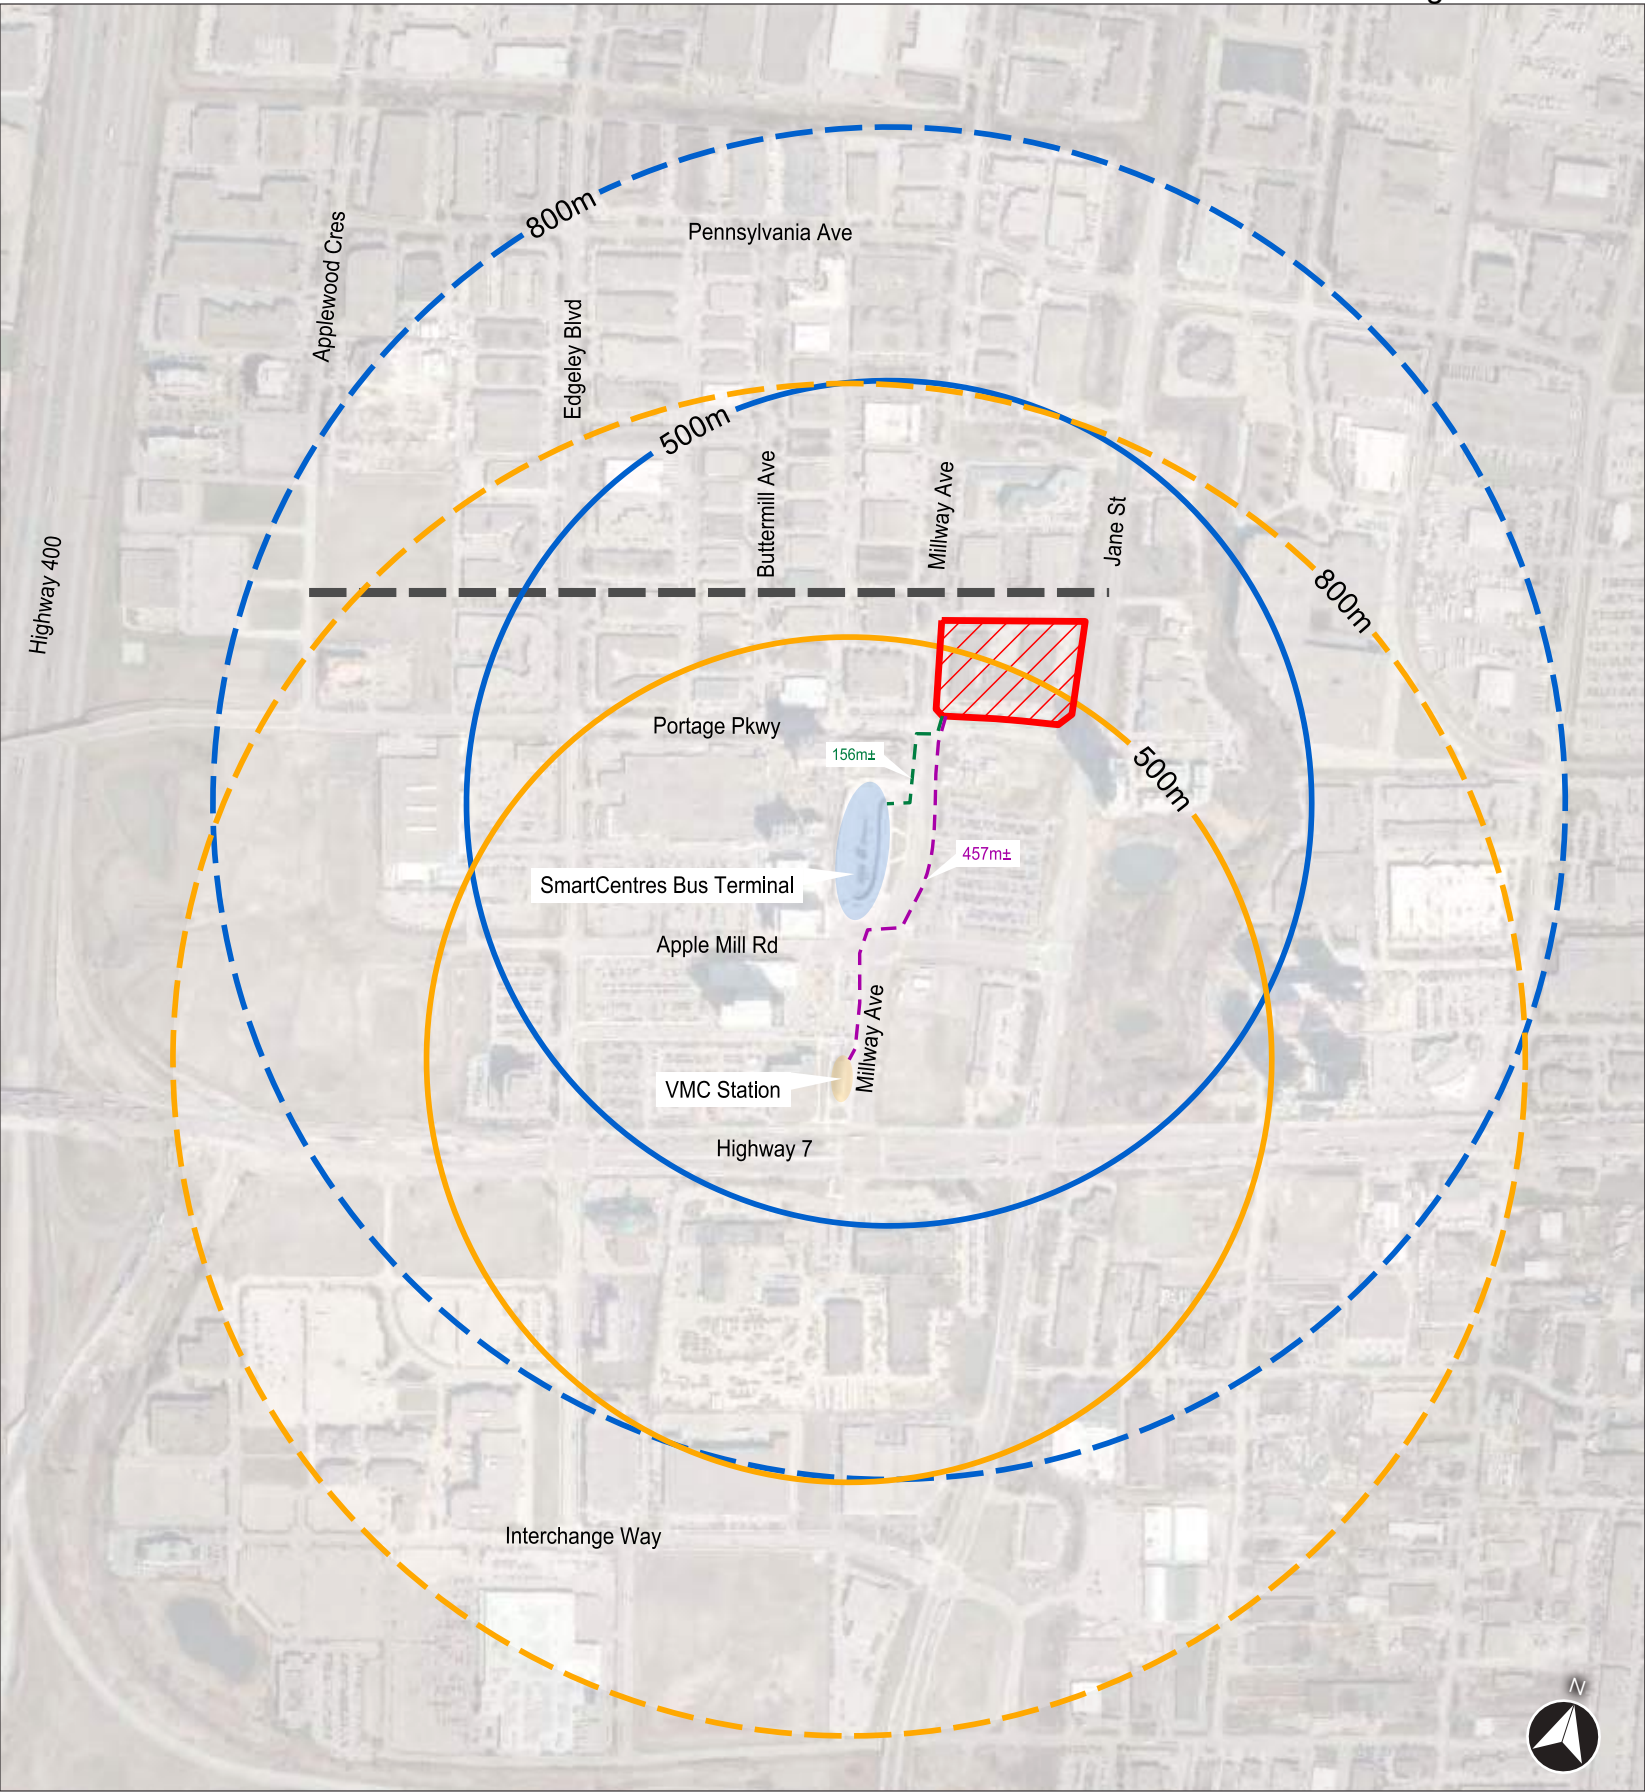 800m
Pennsylvania Ave
Applewood Cres
Edgeley Blvd
500m
Buttermill Ave
Millway Ave
Jane St
Highway 400
800m
Portage Pkwy
156m±
500m
457m±
SmartCentres Bus Terminal
Apple Mill Rd
Millway Ave
VMC Station
Highway 7
Interchange Way
N